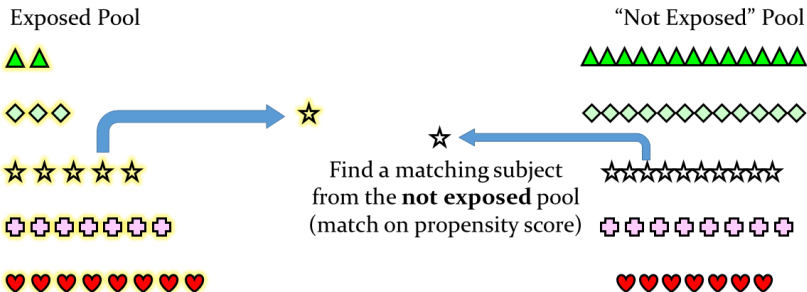 Exposed Pool
“Not Exposed” Pool
Find a matching subject
from the not exposed pool
(match on propensity score)